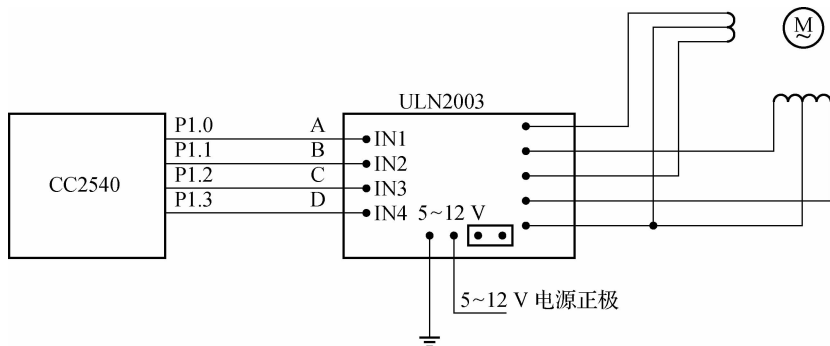 M
~
ULN2003
P1.0 A IN1
P1.1 B IN2
CC2540
P1.2 C IN3
P1.3 D IN4
5~12 V
5~12 V 电源正极